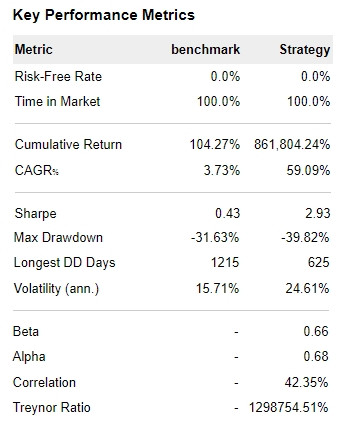 Key Performance Metrics
Metric benchmark Strategy
Risk-Free Rate 0.0% 0.0%
Time in Market 100.0% 100.0%
Cumulative Return 104.27% 861,804.24%
CAGR% 3.73% 59.09%
Sharpe 0.43 2.93
Max Drawdown -31.63% -39.82%
Longest DD Days 1215 625
Volatility (ann.) 15.71% 24.61%
Beta - 0.66
Alpha - 0.68
Correlation - 42.35%
Treynor Ratio - 1298754.51%